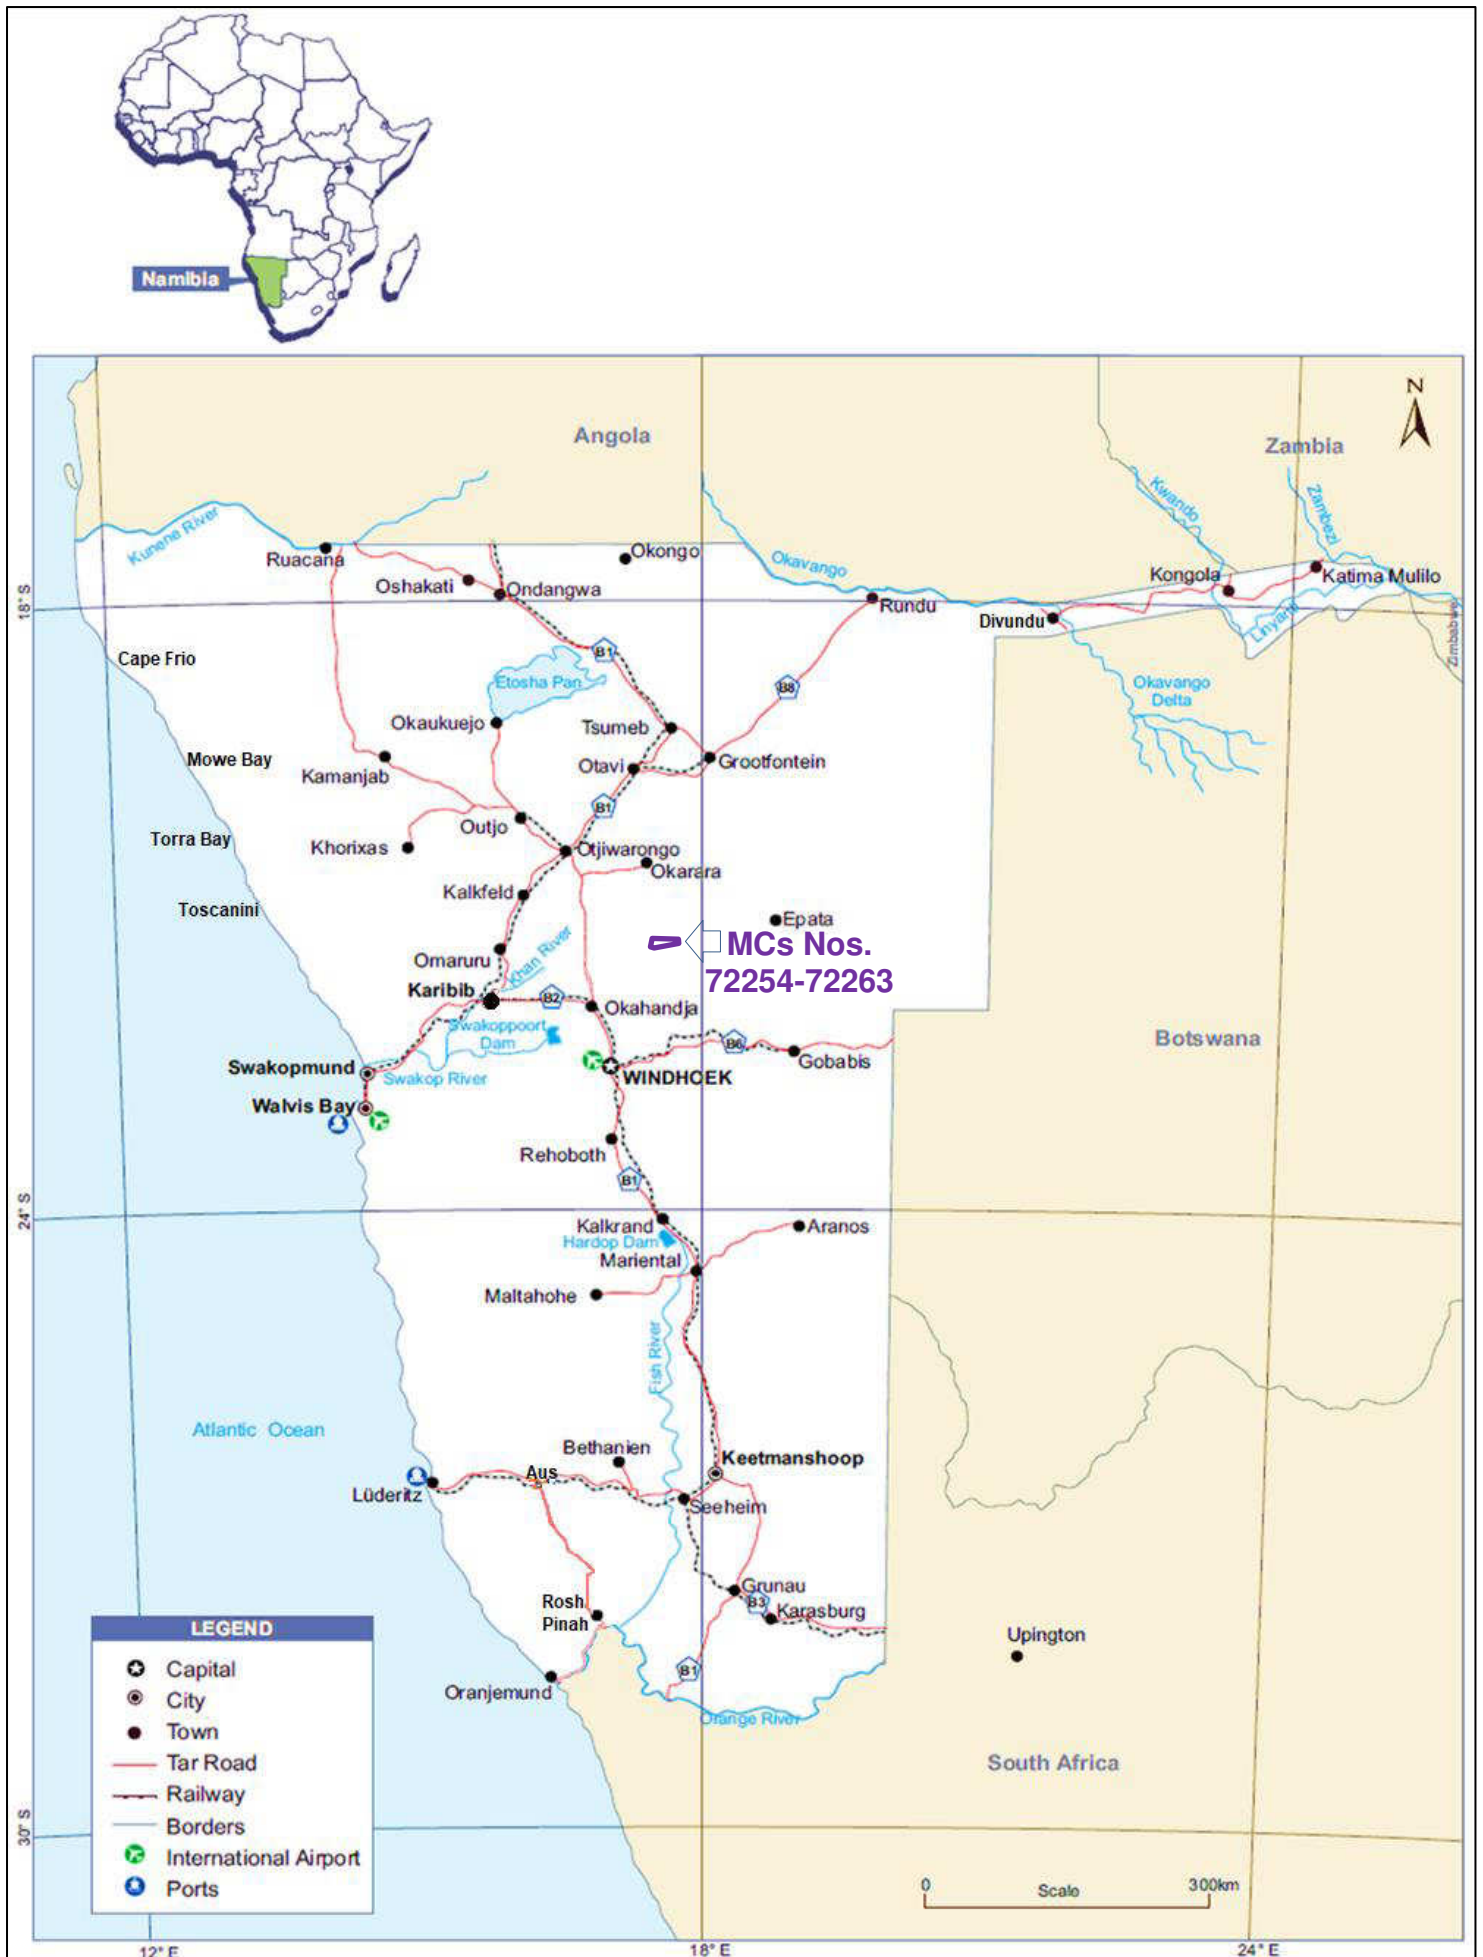 Namibia
Angola
N
Zambia
Kwando
Zambezi
Kunene River
Ruacana
Okongo
Okavango
Oshakati
Ondangwa
Kongola
Katima Mulilo
18° S
Rundu
Divundu
Linyanti
Zimbabwe
Cape Frio
B1
Etosha Pan
B8
Okavango
Delta
Okaukuejo
Tsumeb
Mowe Bay
Kamanjab
Otavi
Grootfontein
B1
Outjo
Torra Bay
Khorixas
Otjiwarongo
Okarara
Kalkfeld
Toscanini
Epata
MCs Nos.
72254-72263
Omaruru
Khan River
Karibib
B2
Okahandja
Swakoppoort
Dam
B6
Botswana
Gobabis
Swakopmund
Swakop River
WINDHOEK
Walvis Bay
Rehoboth
B1
24° S
Kalkrand
Aranos
Hardop Dam
Mariental
Maltahohe
Fish River
Atlantic Ocean
Bethanien
Keetmanshoop
Aus
Lüderitz
Seeheim
Grunau
B3
Rosh
Pinah
Karasburg
Upington
B1
Oranjemund
Orange River
South Africa
LEGEND
Capital
City
Town
Tar Road
Railway
Borders
International Airport
Ports
30° S
0
300km
Scale
12° E
18° E
24° E